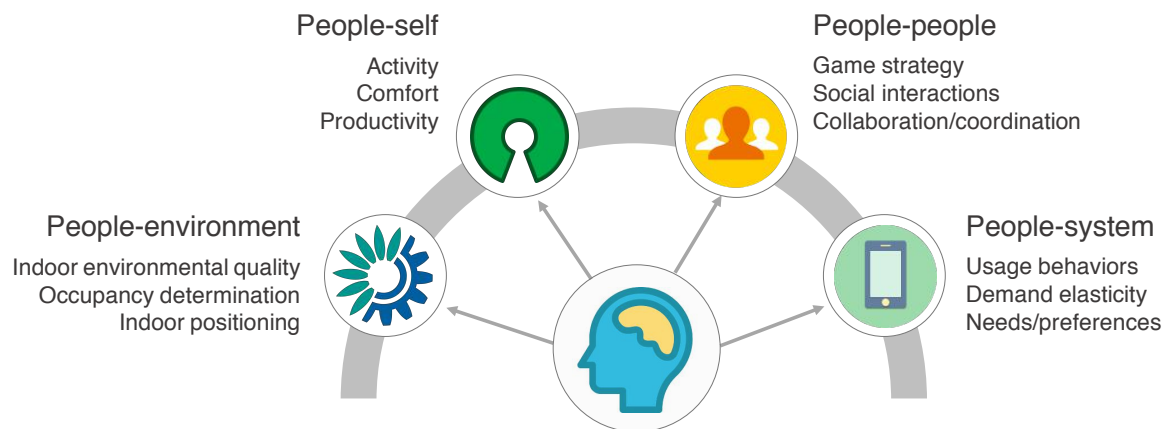 People-self
Activity
Comfort
Productivity
People-people
Game strategy
Social interactions
Collaboration/coordination
People-environment
Indoor environmental quality
Occupancy determination
Indoor positioning
People-system
Usage behaviors
Demand elasticity
Needs/preferences